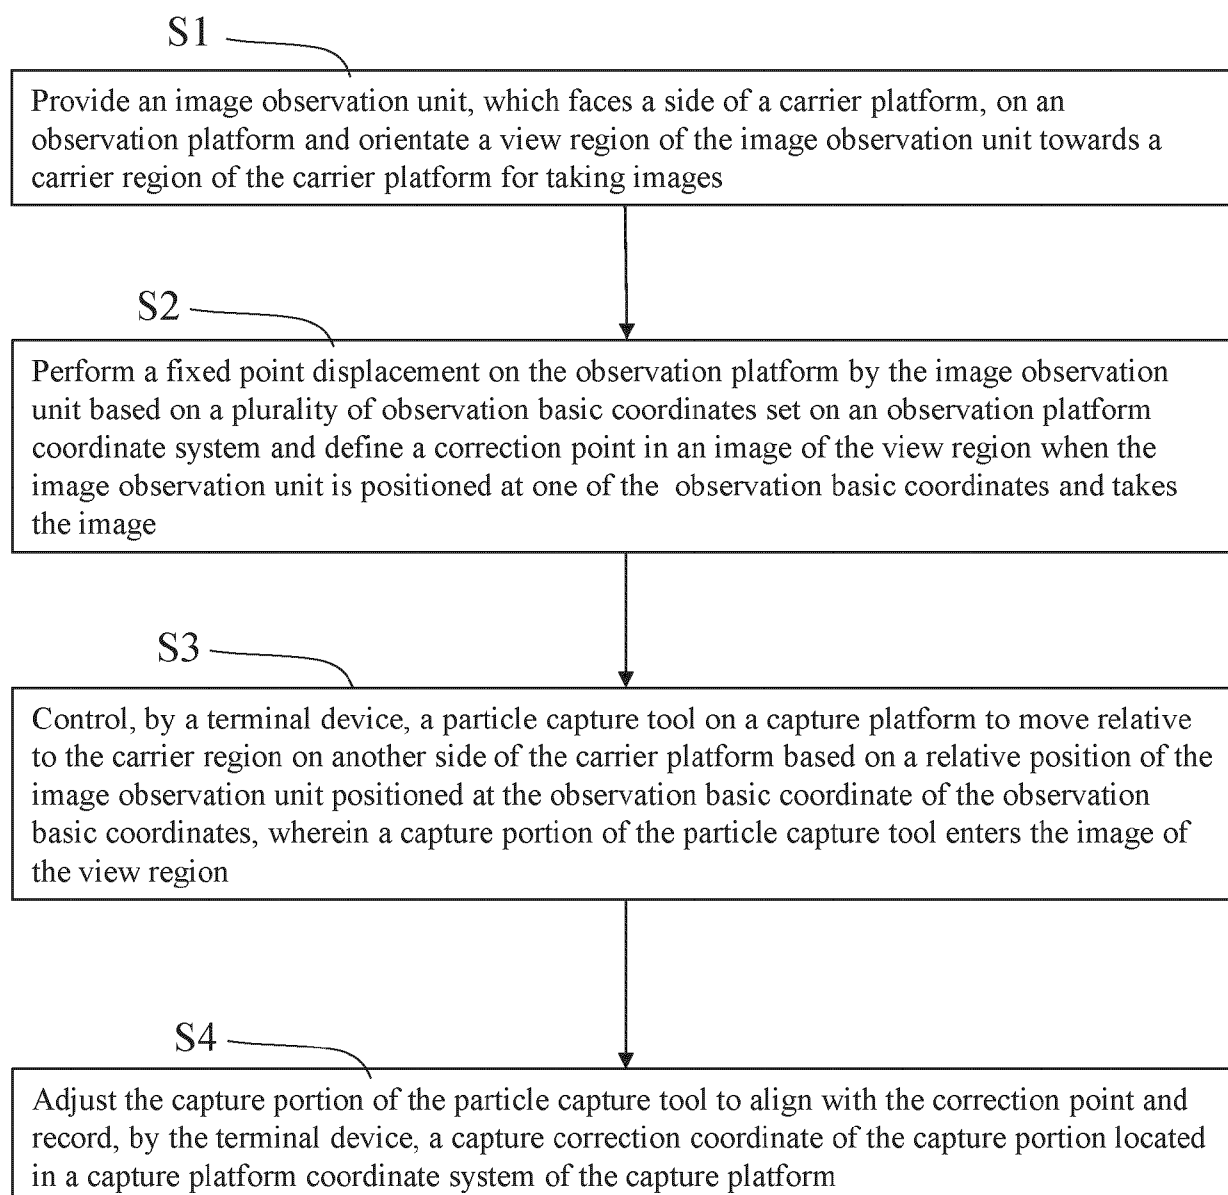 S1
Provide an image observation unit, which faces a side of a carrier platform, on an
observation platform and orientate a view region of the image observation unit towards a
carrier region of the carrier platform for taking images
S2
Perform a fixed point displacement on the observation platform by the image observation
unit based on a plurality of observation basic coordinates set on an observation platform
coordinate system and define a correction point in an image of the view region when the
image observation unit is positioned at one of the  observation basic coordinates and takes
the image
S3
Control, by a terminal device, a particle capture tool on a capture platform to move relative
to the carrier region on another side of the carrier platform based on a relative position of the
image observation unit positioned at the observation basic coordinate of the observation
basic coordinates, wherein a capture portion of the particle capture tool enters the image of
the view region
S4
Adjust the capture portion of the particle capture tool to align with the correction point and
record, by the terminal device, a capture correction coordinate of the capture portion located
in a capture platform coordinate system of the capture platform